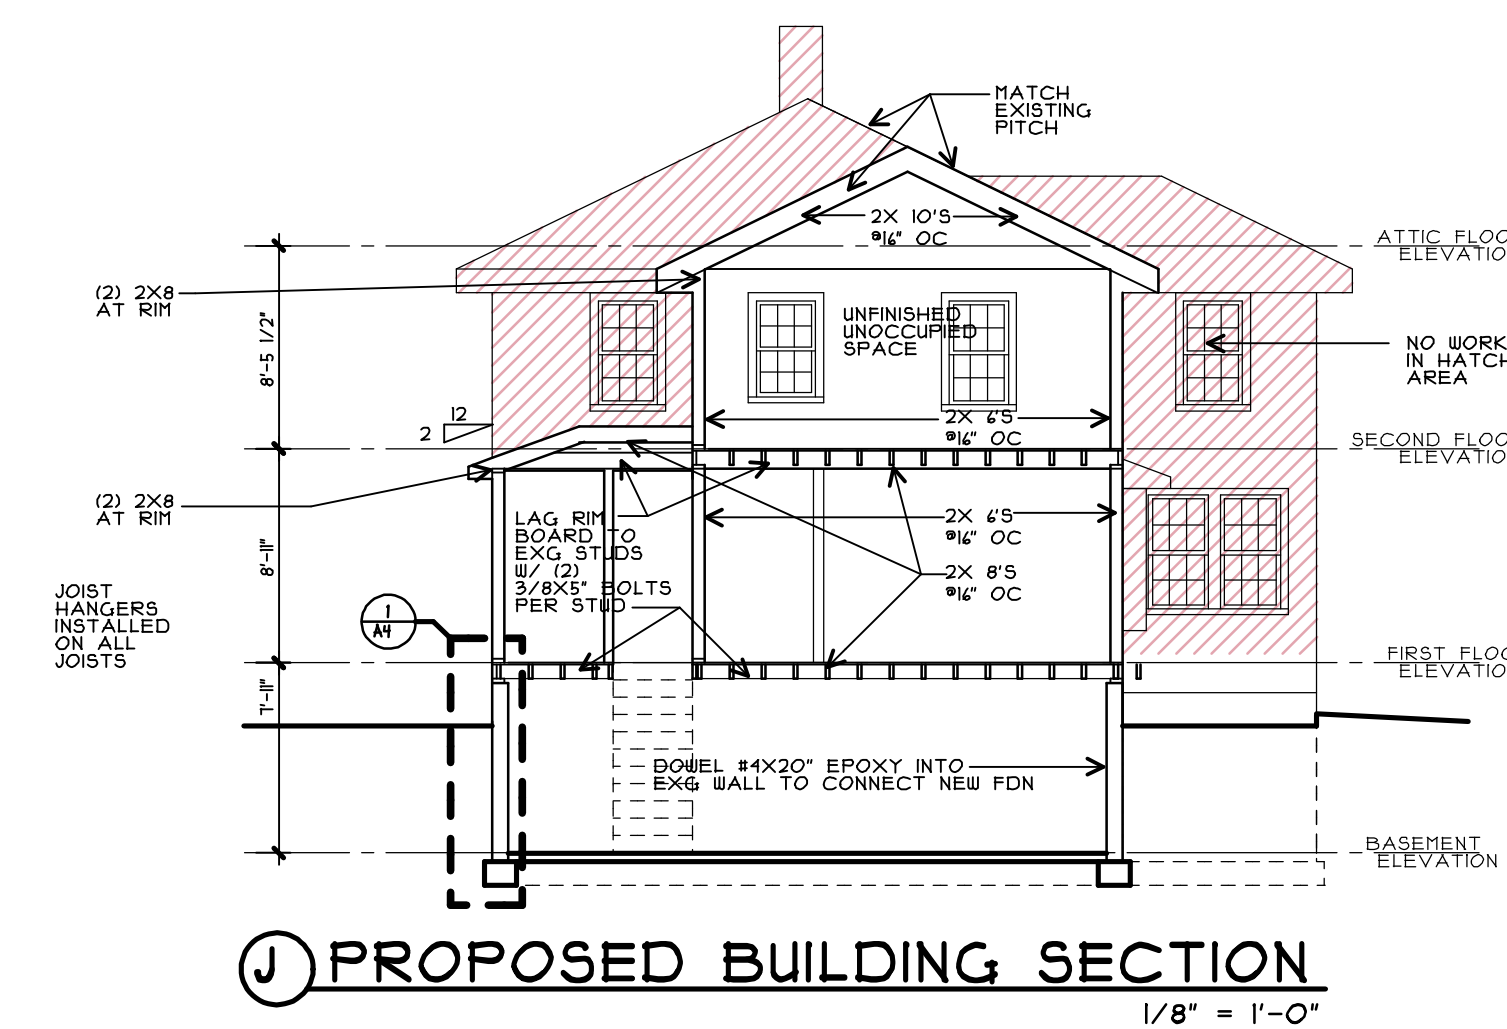 MATCH
EXISTING
PITCH
2X 10'S
@16" OC
ATTIC FLOO
ELEVATIO
(2) 2X8
AT RIM
8'-5 1/2"
UNFINISHED
UNOCCUPIED
SPACE
NO WORK
IN HATCH
AREA
12
2
2X 6'S
@16" OC
SECOND FLOO
ELEVATIO
(2) 2X8
AT RIM
LAG RIM
BOARD TO
EXG STUDS
W/ (2)
3/8X5" BOLTS
PER STUD
2X 6'S
@16" OC
8'-11"
2X 8'S
@16" OC
JOIST
HANGERS
INSTALLED
ON ALL
JOISTS
1
A4
FIRST FLOO
ELEVATIO
7'-11"
DOWEL #4X20" EPOXY INTO
EXG WALL TO CONNECT NEW FDN
BASEMENT
ELEVATION
J PROPOSED BUILDING SECTION
1/8" = 1'-0"